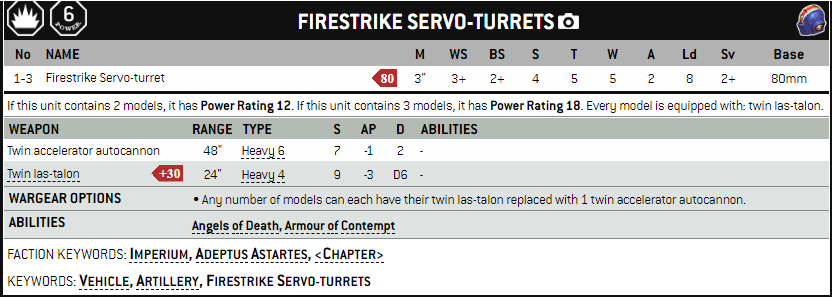 6
POWER
FIRESTRIKE SERVO-TURRETS
No NAME M WS BS S T W A Ld Sv Base
1-3 Firestrike Servo-turret 80 3" 3+ 2+ 4 5 5 2 8 2+ 80mm
If this unit contains 2 models, it has Power Rating 12. If this unit contains 3 models, it has Power Rating 18. Every model is equipped with: twin las-talon.
WEAPON RANGE TYPE S AP D ABILITIES
Twin accelerator autocannon 48" Heavy 6 7 -1 2 -
Twin las-talon +30 24" Heavy 4 9 -3 D6 -
WARGEAR OPTIONS • Any number of models can each have their twin las-talon replaced with 1 twin accelerator autocannon.
ABILITIES Angels of Death, Armour of Contempt
FACTION KEYWORDS: IMPERIUM, ADEPTUS ASTARTES, <CHAPTER>
KEYWORDS: VEHICLE, ARTILLERY, FIRESTRIKE SERVO-TURRETS